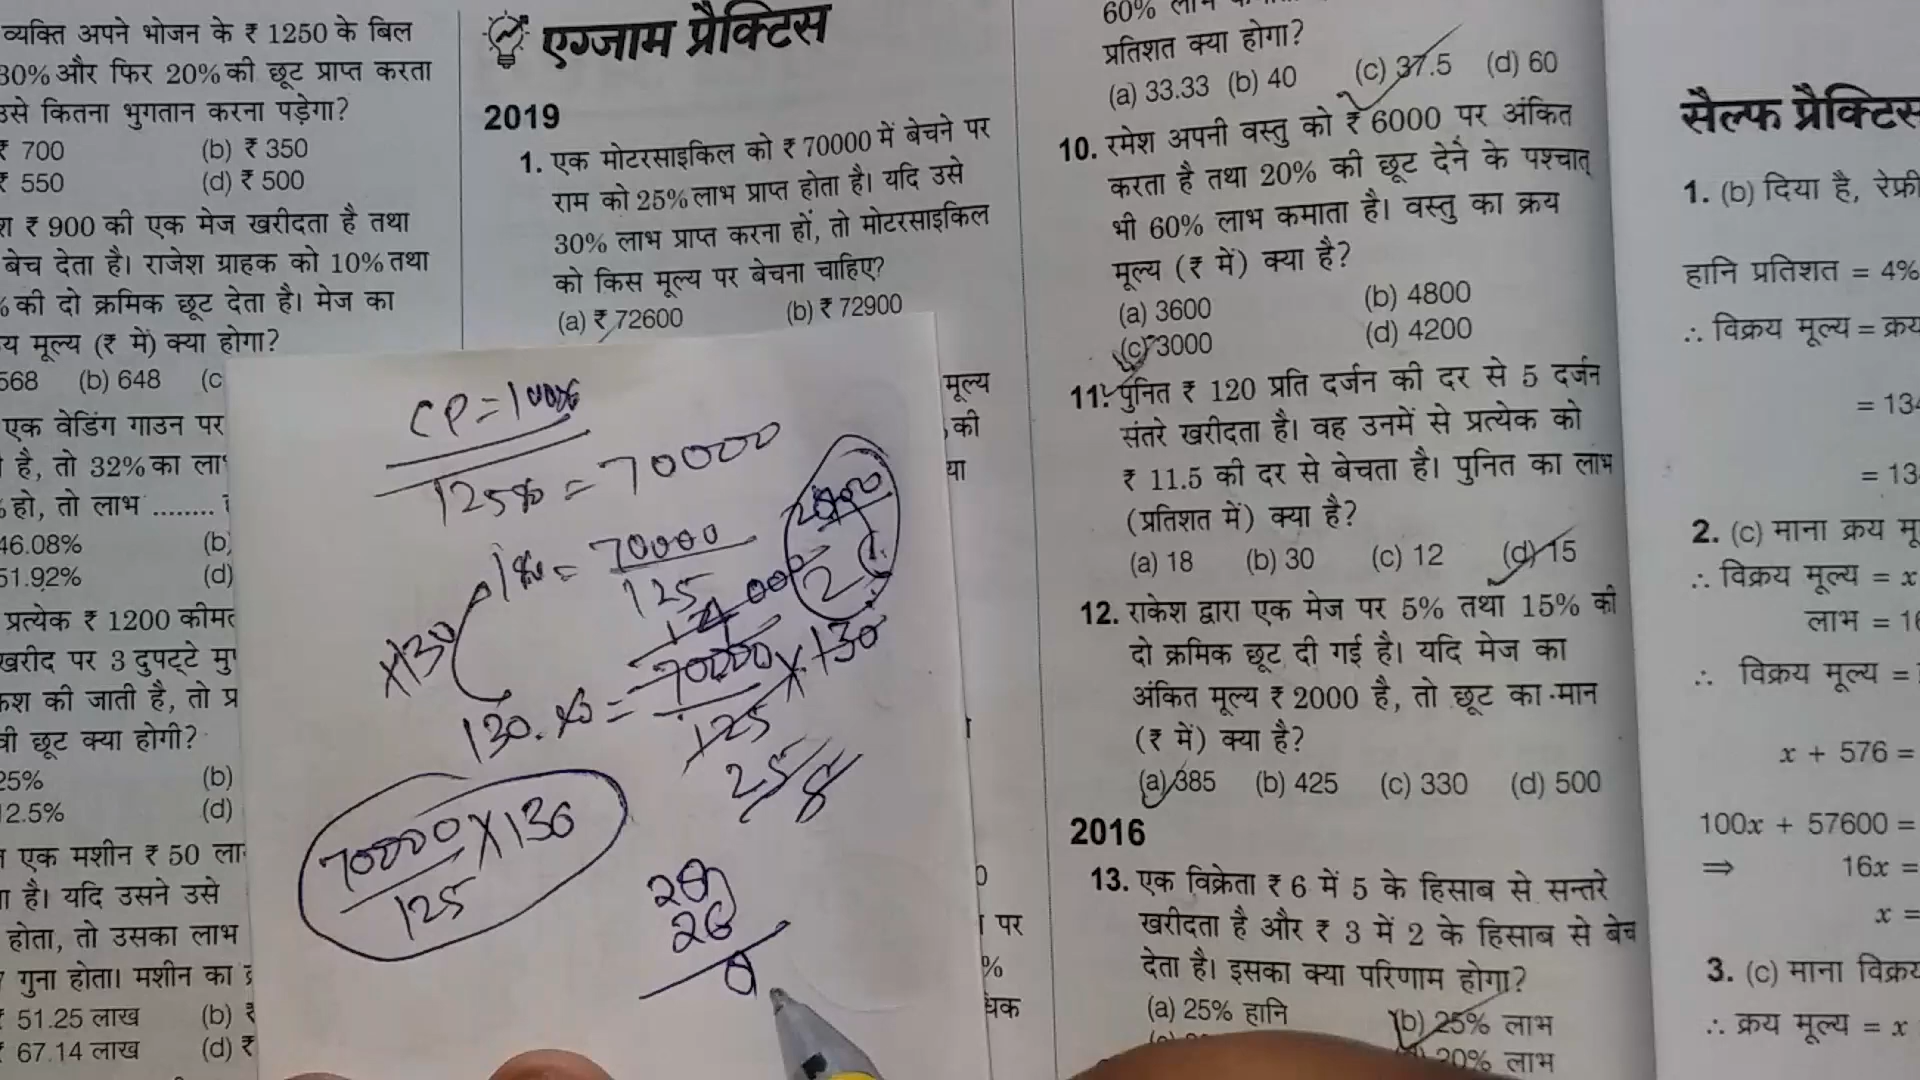 व्यक्ति अपने भोजन के ₹ 1250 के बिल
30% और फिर 20% की छूट प्राप्त करता
उसे कितना भुगतान करना पड़ेगा?
₹ 700 (b) ₹ 350
₹ 550 (d) ₹ 500
₹ 900 की एक मेज खरीदता है तथा
बेच देता है। राजेश ग्राहक को 10% तथा
% की दो क्रमिक छूट देता है। मेज का
मूल्य (₹ में) क्या होगा?
568 (b) 648 (c
एक वेडिंग गाउन पर
है, तो 32% का
हो, तो लाभ ........
46.08% (b)
51.92% (d)
प्रत्येक ₹ 1200
खरीद पर 3 दुपट्टे
की जाती है, तो
छूट क्या होगी?
25% (b)
12.5% (d)
एक मशीन ₹ 50
है। यदि उसने उसे
होता, तो उसका लाभ
गुना होता। मशीन का
₹ 51.25 लाख (b) ₹
₹ 67.14 लाख (d) ₹
एग्जाम प्रैक्टिस
2019
1. एक मोटरसाइकिल को ₹ 70000 में बेचने पर
राम को 25% लाभ प्राप्त होता है। यदि उसे
30% लाभ प्राप्त करना हों, तो मोटरसाइकिल
को किस मूल्य पर बेचना चाहिए?
(a) ₹ 72600 (b) ₹ 72900
मूल्य
की
या
पर
%
CP = 100%
125% = 70000
1% = 70000
125
×130
130% = 70000 × 130
125
25
70000 × 130
125
60%
प्रतिशत क्या होगा?
(a) 33.33 (b) 40 (c) 37.5 (d) 60
10. रमेश अपनी वस्तु को ₹ 6000 पर अंकित
करता है तथा 20% की छूट देने के पश्चात्
भी 60% लाभ कमाता है। वस्तु का क्रय
मूल्य (₹ में) क्या है?
(a) 3600 (b) 4800
(c) 3000 (d) 4200
11. पुनित ₹ 120 प्रति दर्जन की दर से 5 दर्जन
संतरे खरीदता है। वह उनमें से प्रत्येक को
₹ 11.5 की दर से बेचता है। पुनित का लाभ
(प्रतिशत में) क्या है?
(a) 18 (b) 30 (c) 12 (d) 15
12. राकेश द्वारा एक मेज पर 5% तथा 15% की
दो क्रमिक छूट दी गई है। यदि मेज का
अंकित मूल्य ₹ 2000 है, तो छूट का मान
(₹ में) क्या है?
(a) 385 (b) 425 (c) 330 (d) 500
2016
13. एक विक्रेता ₹ 6 में 5 के हिसाब से सन्तरे
खरीदता है और ₹ 3 में 2 के हिसाब से बेच
देता है। इसका क्या परिणाम होगा?
(a) 25% हानि (b) 25% लाभ
20% लाभ
सैल्फ प्रैक्टिस
1. (b) दिया है,
हानि प्रतिशत = 4%
∴ विक्रय मूल्य = क्रय
= 134
= 13
2. (c) माना क्रय
∴ विक्रय मूल्य = x
लाभ = 16
∴ विक्रय मूल्य =
x + 576 =
100x + 57600 =
⇒ 16x =
x =
3. (c) माना
∴ क्रय मूल्य = x